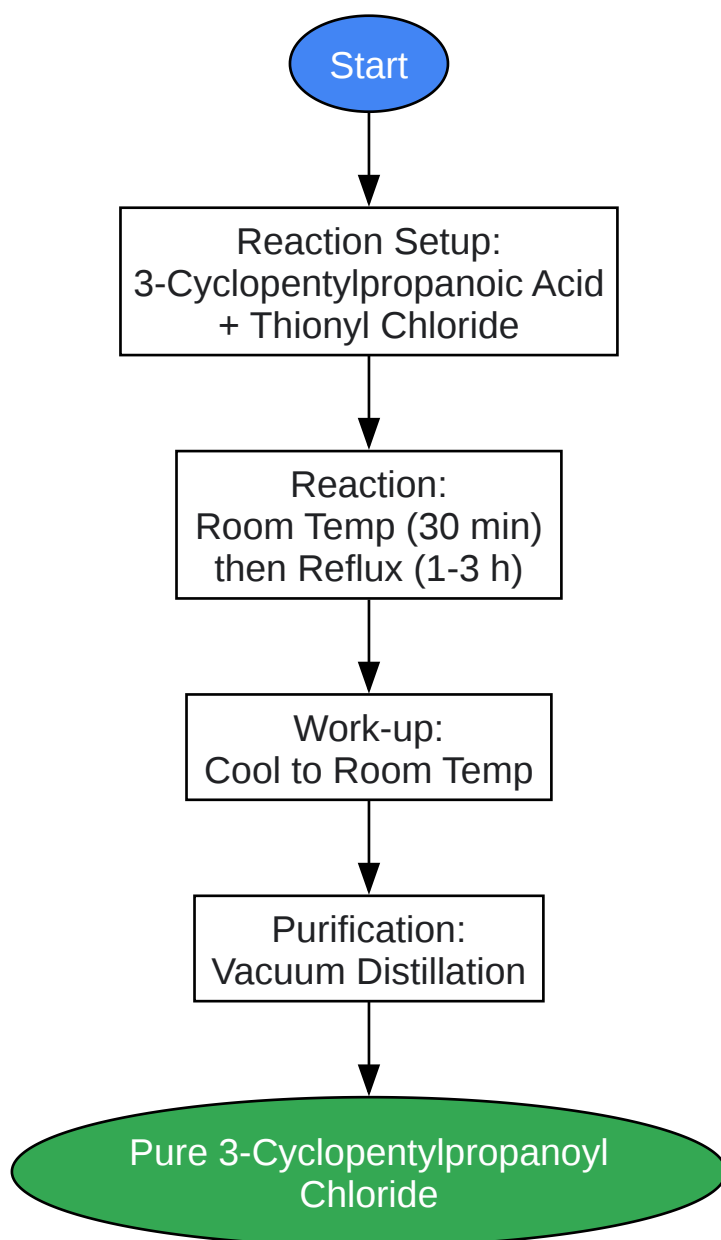 Start
Reaction Setup:
3-Cyclopentylpropanoic Acid
+ Thionyl Chloride
Reaction:
Room Temp (30 min)
then Reflux (1-3 h)
Work-up:
Cool to Room Temp
Purification:
Vacuum Distillation
Pure 3-Cyclopentylpropanoyl
Chloride